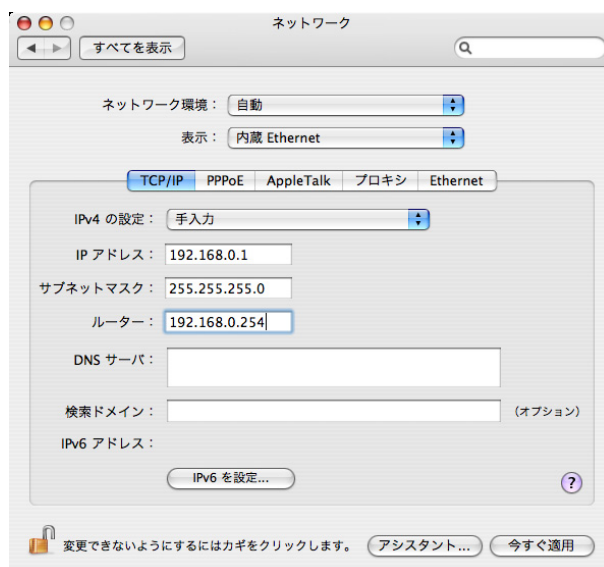 ネットワーク
すべてを表示
ネットワーク環境： 自動
表示： 内蔵 Ethernet
TCP/IP PPPoE AppleTalk プロキシ Ethernet
IPv4 の設定： 手入力
IP アドレス： 192.168.0.1
サブネットマスク： 255.255.255.0
ルーター： 192.168.0.254
DNS サーバ：
検索ドメイン： (オプション)
IPv6 アドレス：
IPv6 を設定... ?
変更できないようにするにはカギをクリックします。 アシスタント... 今すぐ適用